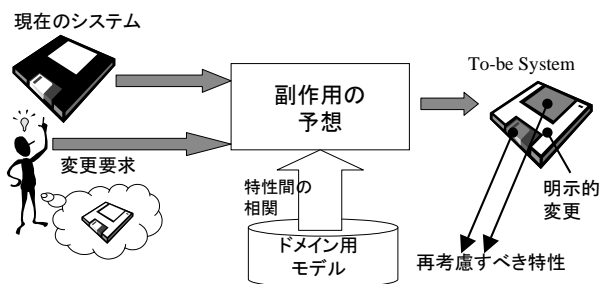 現在のシステム
To-be System
副作用の
予想
変更要求
特性間の
相関
明示的
変更
ドメイン用
モデル
再考慮すべき特性